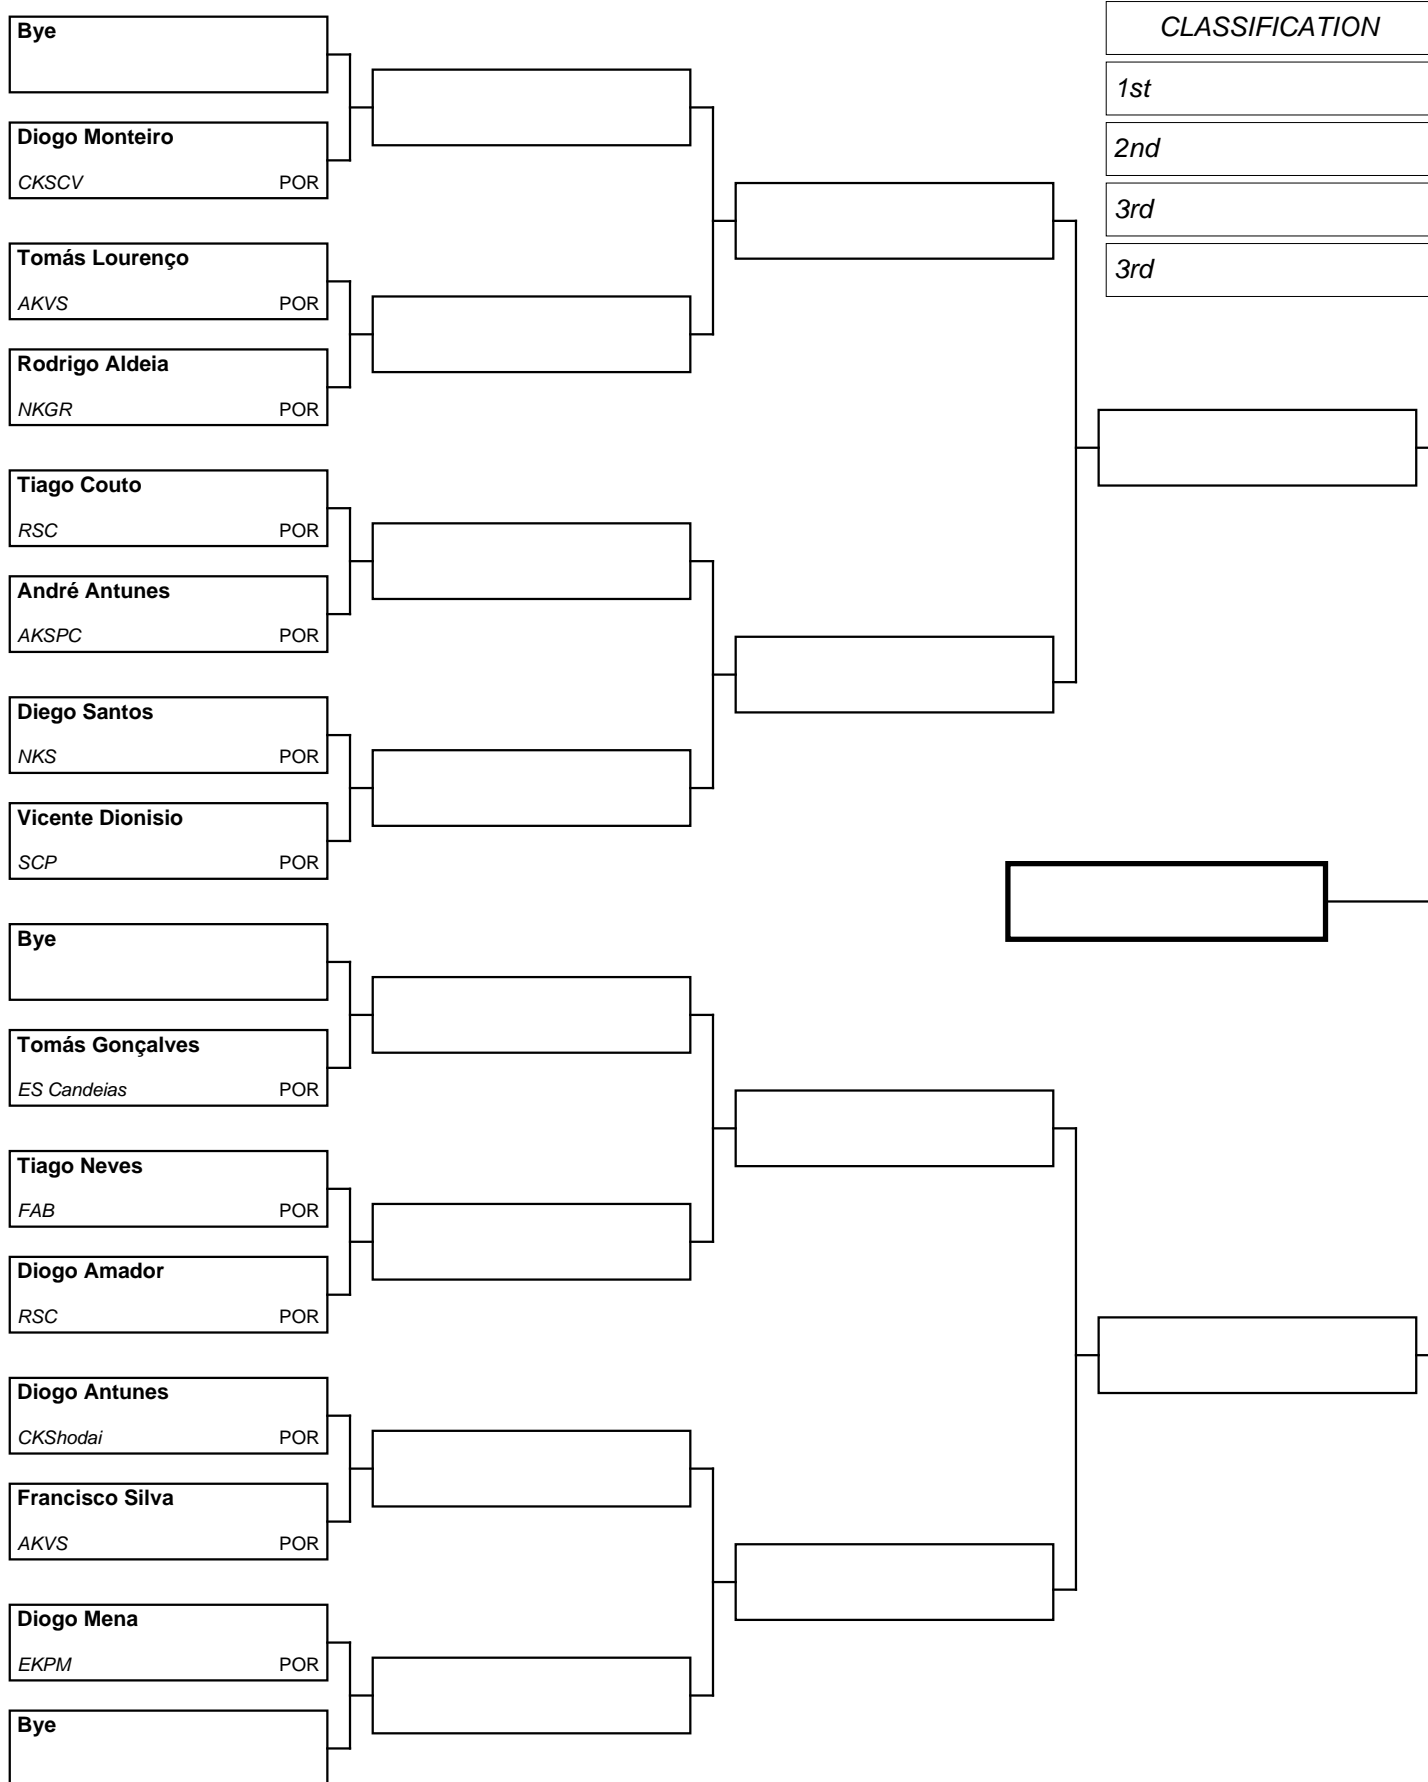 Bye
Diogo Monteiro
CKSCV POR
Tomás Lourenço
AKVS POR
Rodrigo Aldeia
NKGR POR
Tiago Couto
RSC POR
André Antunes
AKSPC POR
Diego Santos
NKS POR
Vicente Dionisio
SCP POR
Bye
Tomás Gonçalves
ES Candeias POR
Tiago Neves
FAB POR
Diogo Amador
RSC POR
Diogo Antunes
CKShodai POR
Francisco Silva
AKVS POR
Diogo Mena
EKPM POR
Bye
CLASSIFICATION
1st
2nd
3rd
3rd